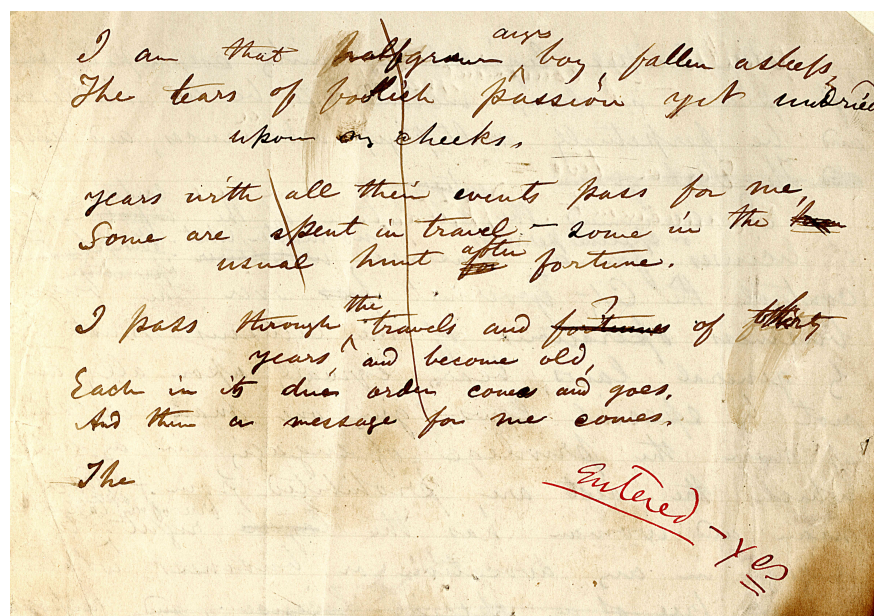 I am that halfgrown angry boy, fallen asleep,
The tears of foolish passion yet undried
upon my cheeks.
years with all their events pass for me,
Some are spent in travel – some in the
usual hunt after fortune.
I pass through the travels and fortunes of thirty
years and become old,
Each in its due order comes and goes,
And then a message for me comes.
The
Entered – Yes